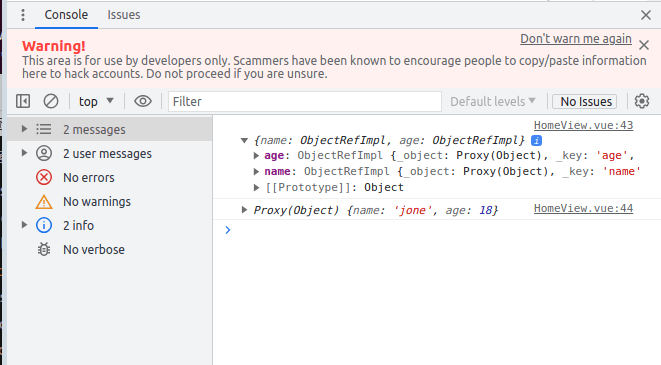 Console Issues
Don't warn me again
Warning!
This area is for use by developers only. Scammers have been known to encourage people to copy/paste information
here to hack accounts. Do not proceed if you are unsure.
top Filter Default levels No Issues
2 messages
2 user messages
No errors
No warnings
2 info
No verbose
HomeView.vue:43
{name: ObjectRefImpl, age: ObjectRefImpl}
age: ObjectRefImpl {_object: Proxy(Object), _key: 'age',
name: ObjectRefImpl {_object: Proxy(Object), _key: 'name'
[[Prototype]]: Object
Proxy(Object) {name: 'jone', age: 18} HomeView.vue:44